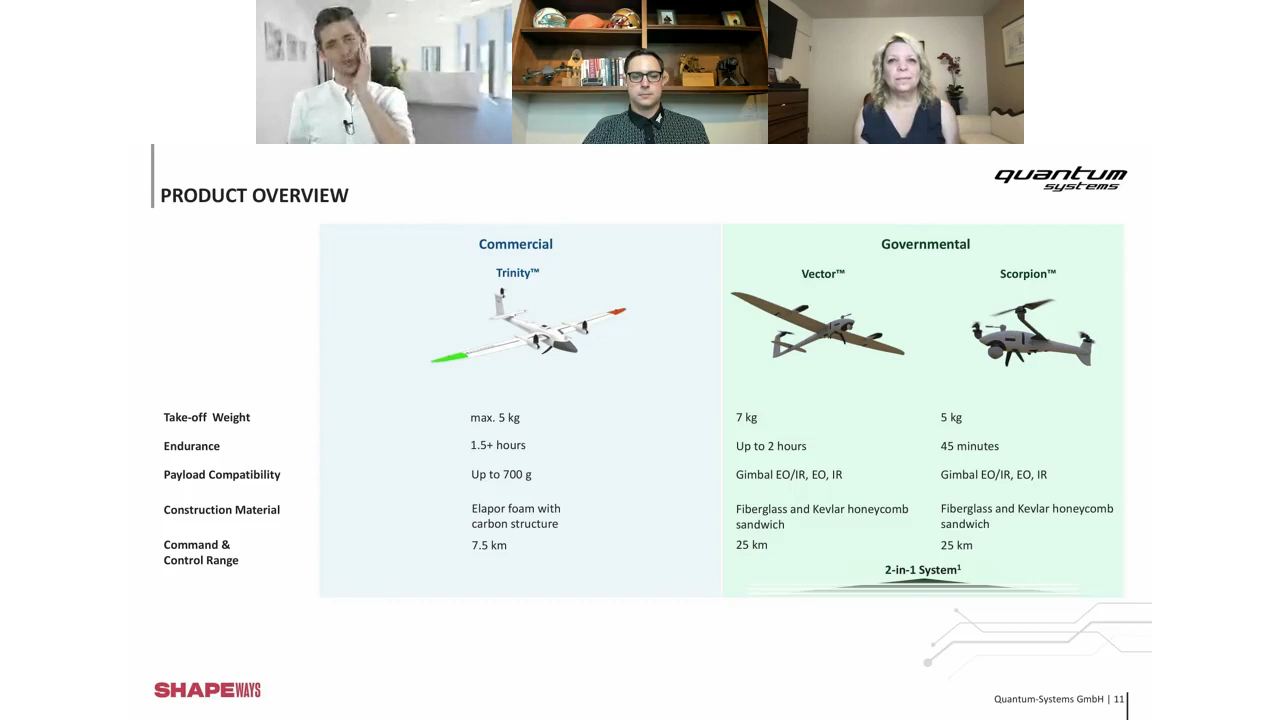 quantum
systems
PRODUCT OVERVIEW
Commercial
Governmental
Trinity™
Vector™
Scorpion™
Take-off Weight
max. 5 kg
7 kg
5 kg
Endurance
1.5+ hours
Up to 2 hours
45 minutes
Payload Compatibility
Up to 700 g
Gimbal EO/IR, EO, IR
Gimbal EO/IR, EO, IR
Construction Material
Elapor foam with
carbon structure
Fiberglass and Kevlar honeycomb
sandwich
Fiberglass and Kevlar honeycomb
sandwich
Command &
Control Range
7.5 km
25 km
25 km
2-in-1 System¹
SHAPEWAYS
Quantum-Systems GmbH | 11